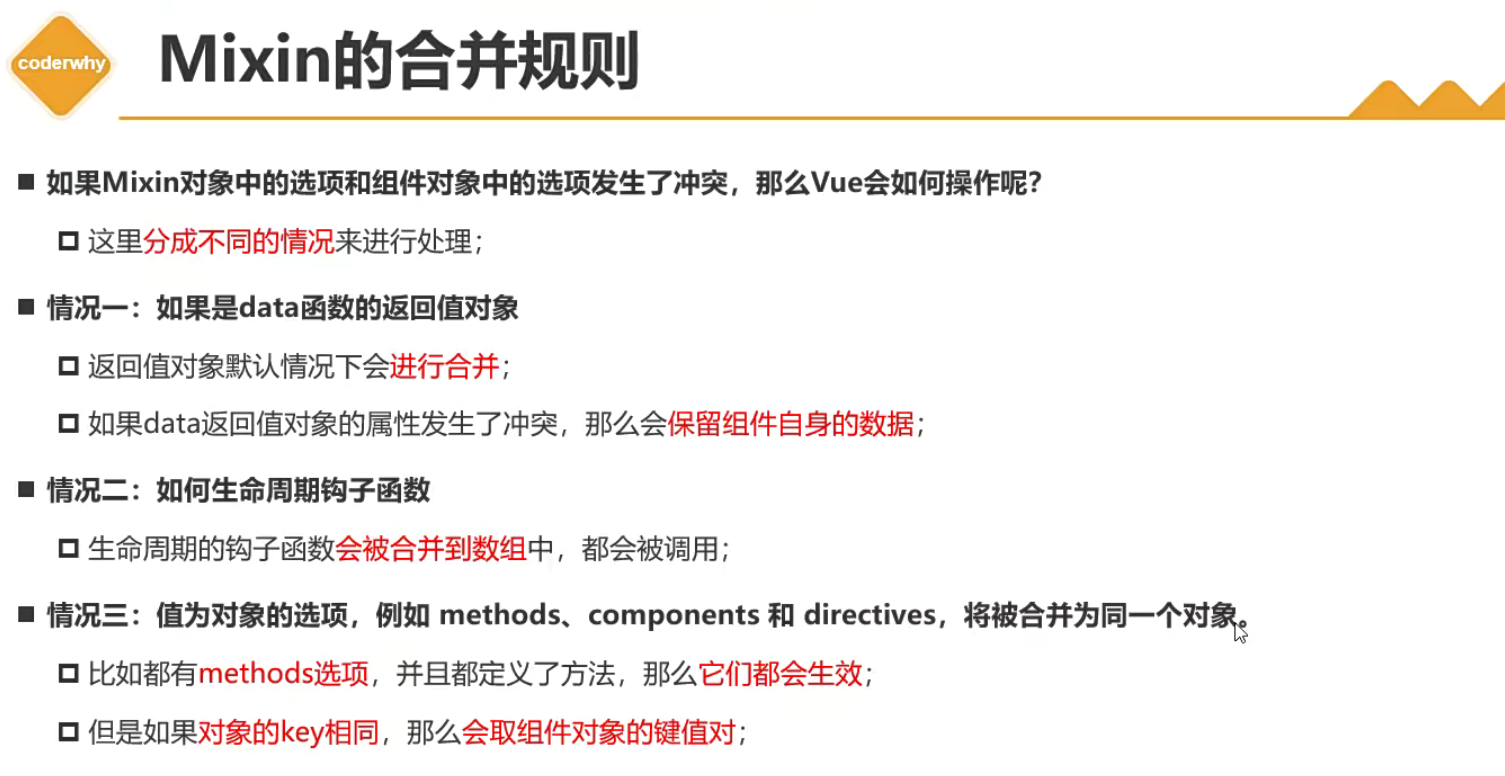 coderwhy
Mixin的合并规则
如果Mixin对象中的选项和组件对象中的选项发生了冲突，那么Vue会如何操作呢？
这里分成不同的情况来进行处理；
情况一：如果是data函数的返回值对象
返回值对象默认情况下会进行合并；
如果data返回值对象的属性发生了冲突，那么会保留组件自身的数据；
情况二：如何生命周期钩子函数
生命周期的钩子函数会被合并到数组中，都会被调用；
情况三：值为对象的选项，例如 methods、components 和 directives，将被合并为同一个对象。
比如都有methods选项，并且都定义了方法，那么它们都会生效；
但是如果对象的key相同，那么会取组件对象的键值对；